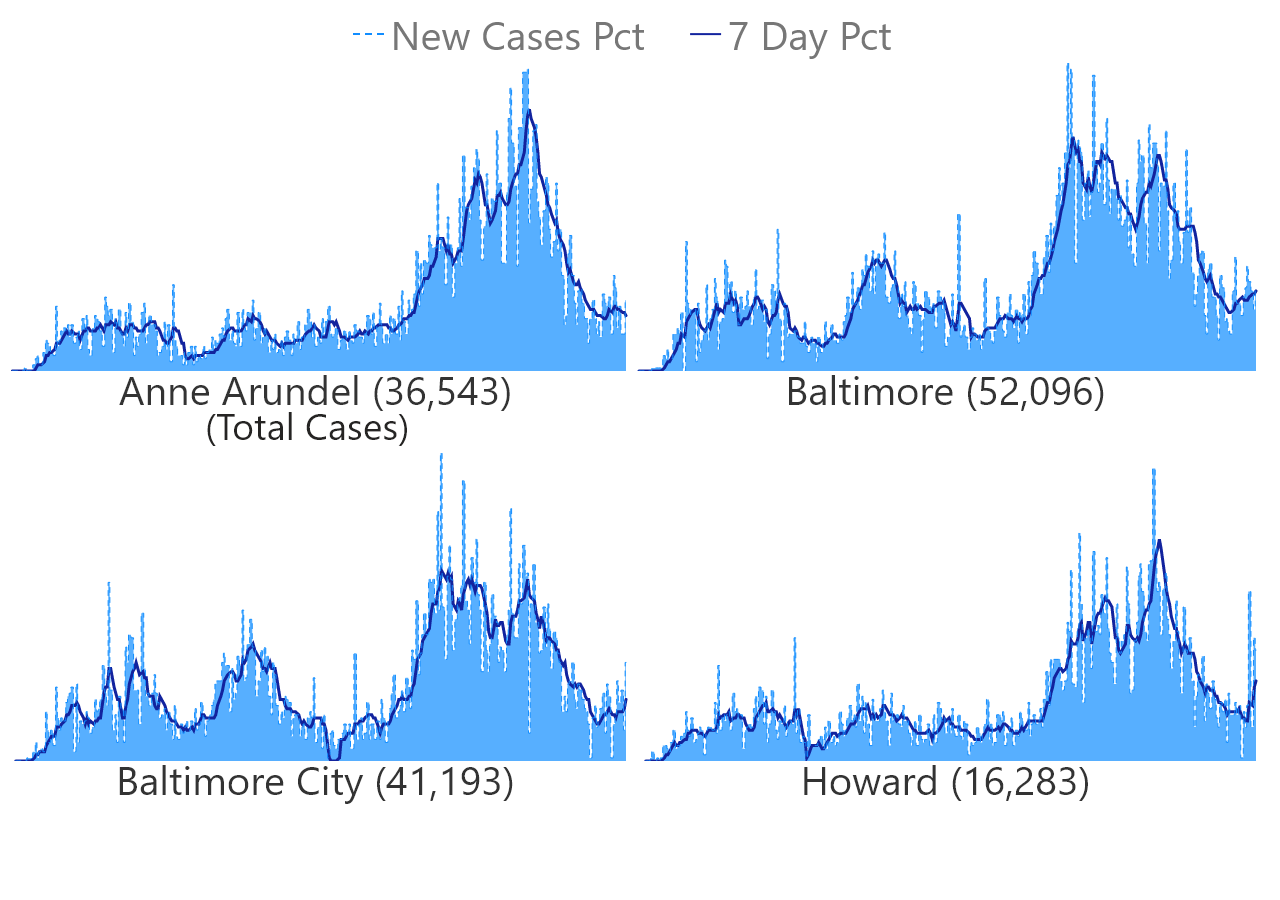 New Cases Pct 7 Day Pct
Anne Arundel (36,543)
(Total Cases)
Baltimore (52,096)
Baltimore City (41,193)
Howard (16,283)